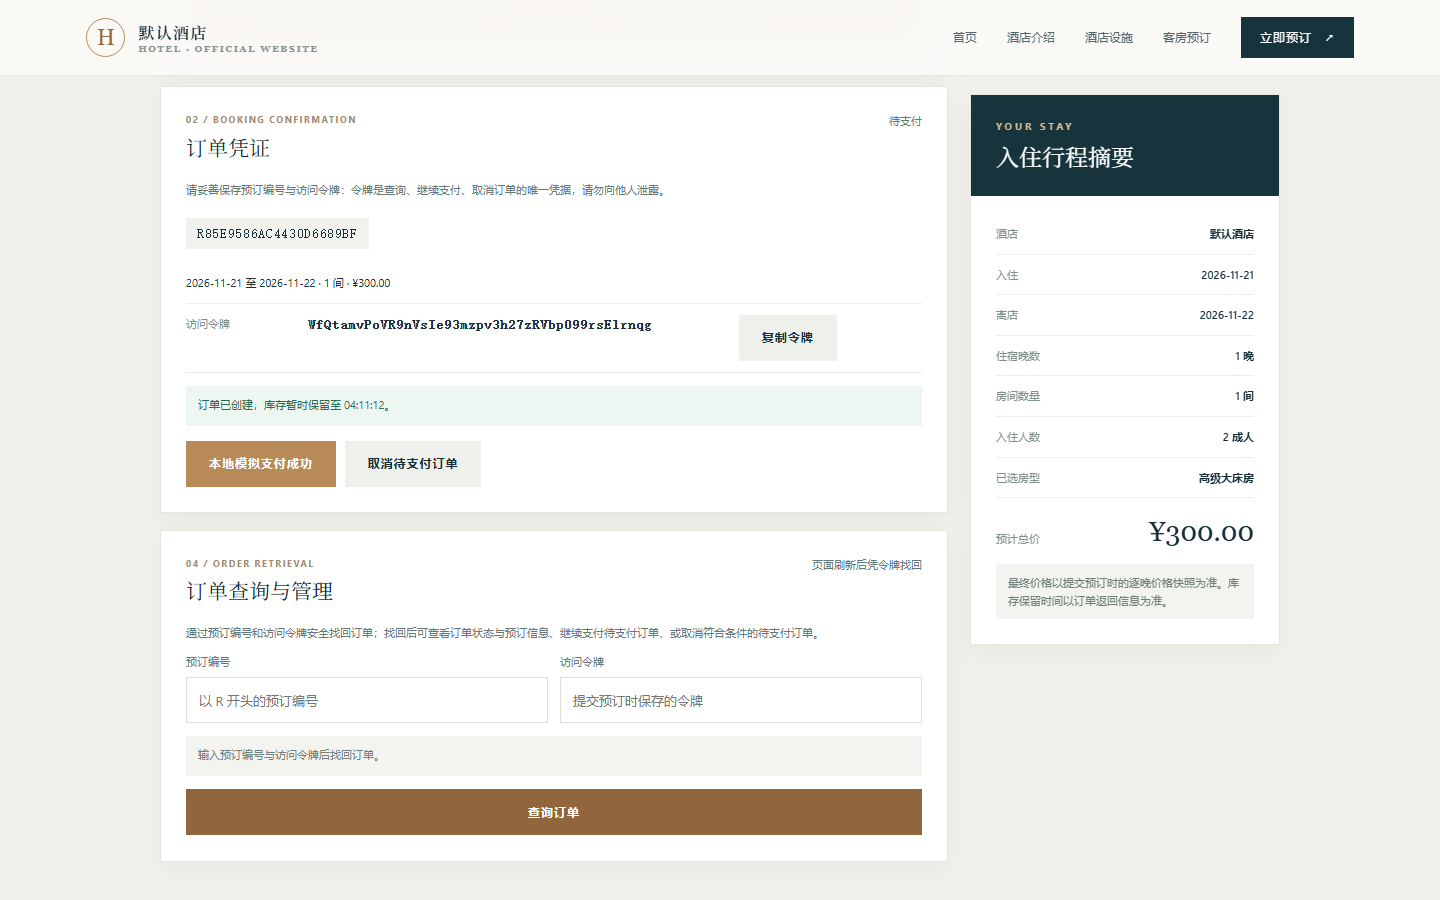 H
默认酒店
HOTEL · OFFICIAL WEBSITE
首页
酒店介绍
酒店设施
客房预订
立即预订 ↗
02 / BOOKING CONFIRMATION
待支付
订单凭证
请妥善保存预订编号与访问令牌：令牌是查询、继续支付、取消订单的唯一凭据，请勿向他人泄露。
R85E9586AC4430D6689BF
2026-11-21 至 2026-11-22 · 1 间 · ¥300.00
访问令牌
WfQtamvPoVR9nVsIe93mzpv3h27zRVbp099rsElrnqg
复制令牌
订单已创建，库存暂时保留至 04:11:12。
本地模拟支付成功
取消待支付订单
04 / ORDER RETRIEVAL
页面刷新后凭令牌找回
订单查询与管理
通过预订编号和访问令牌安全找回订单；找回后可查看订单状态与预订信息、继续支付待支付订单、或取消符合条件的待支付订单。
预订编号
访问令牌
以 R 开头的预订编号
提交预订时保存的令牌
输入预订编号与访问令牌后找回订单。
查询订单
YOUR STAY
入住行程摘要
酒店 默认酒店
入住 2026-11-21
离店 2026-11-22
住宿晚数 1 晚
房间数量 1 间
入住人数 2 成人
已选房型 高级大床房
预计总价 ¥300.00
最终价格以提交预订时的逐晚价格快照为准。库
存保留时间以订单返回信息为准。